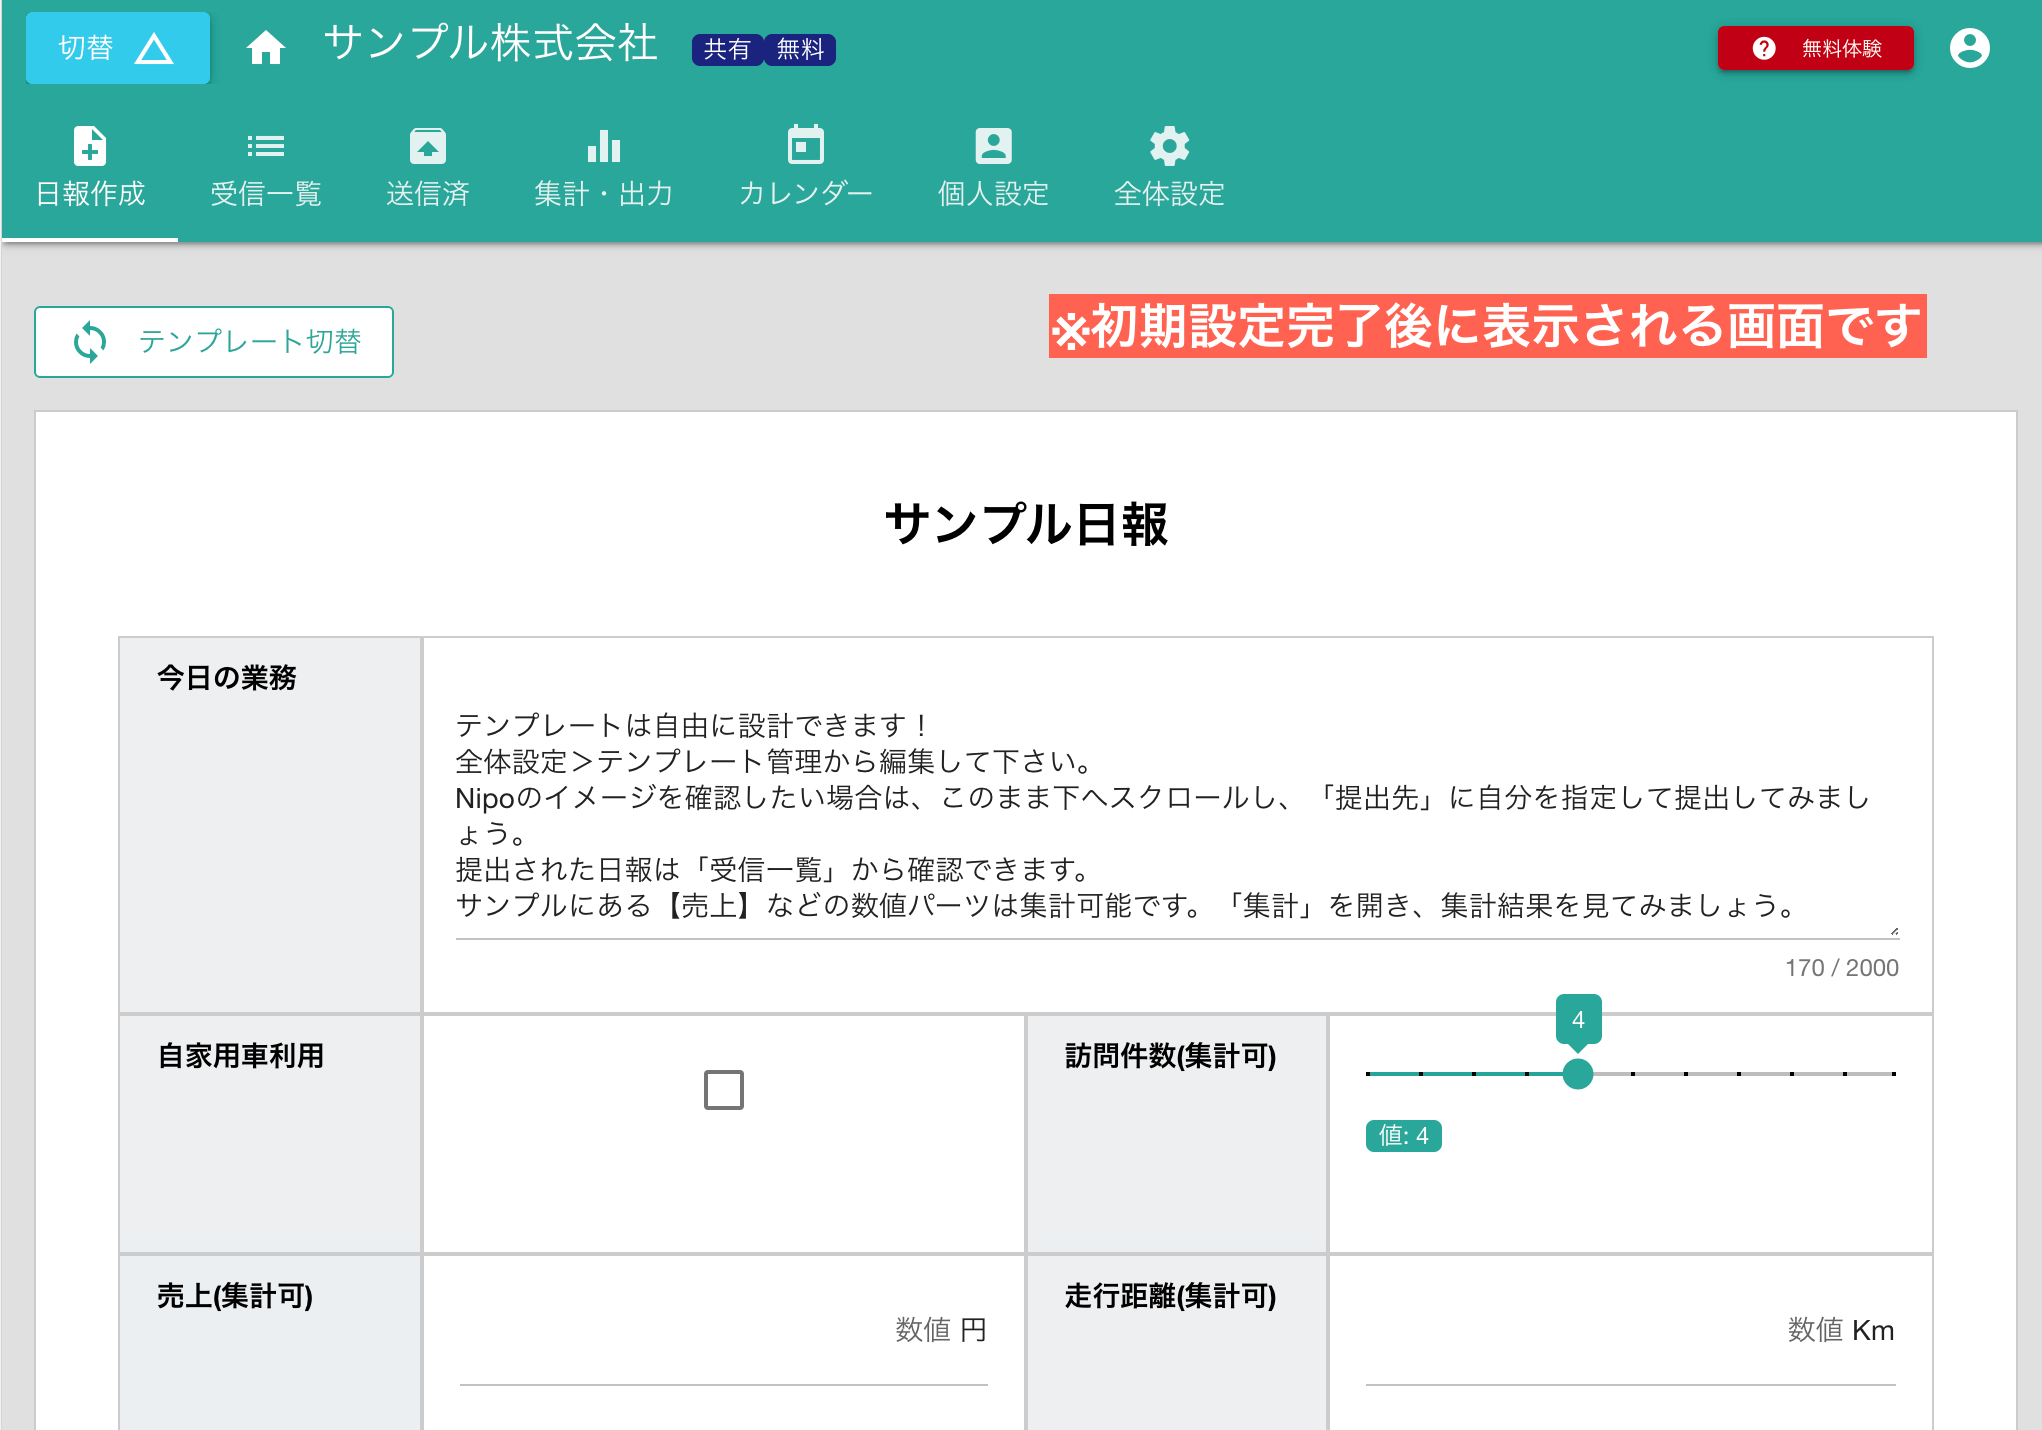 切替
サンプル株式会社
共有
無料
無料体験
日報作成
受信一覧
送信済
集計・出力
カレンダー
個人設定
全体設定
テンプレート切替
※初期設定完了後に表示される画面です
サンプル日報
今日の業務
テンプレートは自由に設計できます！
全体設定＞テンプレート管理から編集して下さい。
Nipoのイメージを確認したい場合は、このまま下へスクロールし、「提出先」に自分を指定して提出してみまし
ょう。
提出された日報は「受信一覧」から確認できます。
サンプルにある【売上】などの数値パーツは集計可能です。「集計」を開き、集計結果を見てみましょう。
170 / 2000
自家用車利用
訪問件数(集計可)
4
値: 4
売上(集計可)
数値 円
走行距離(集計可)
数値 Km